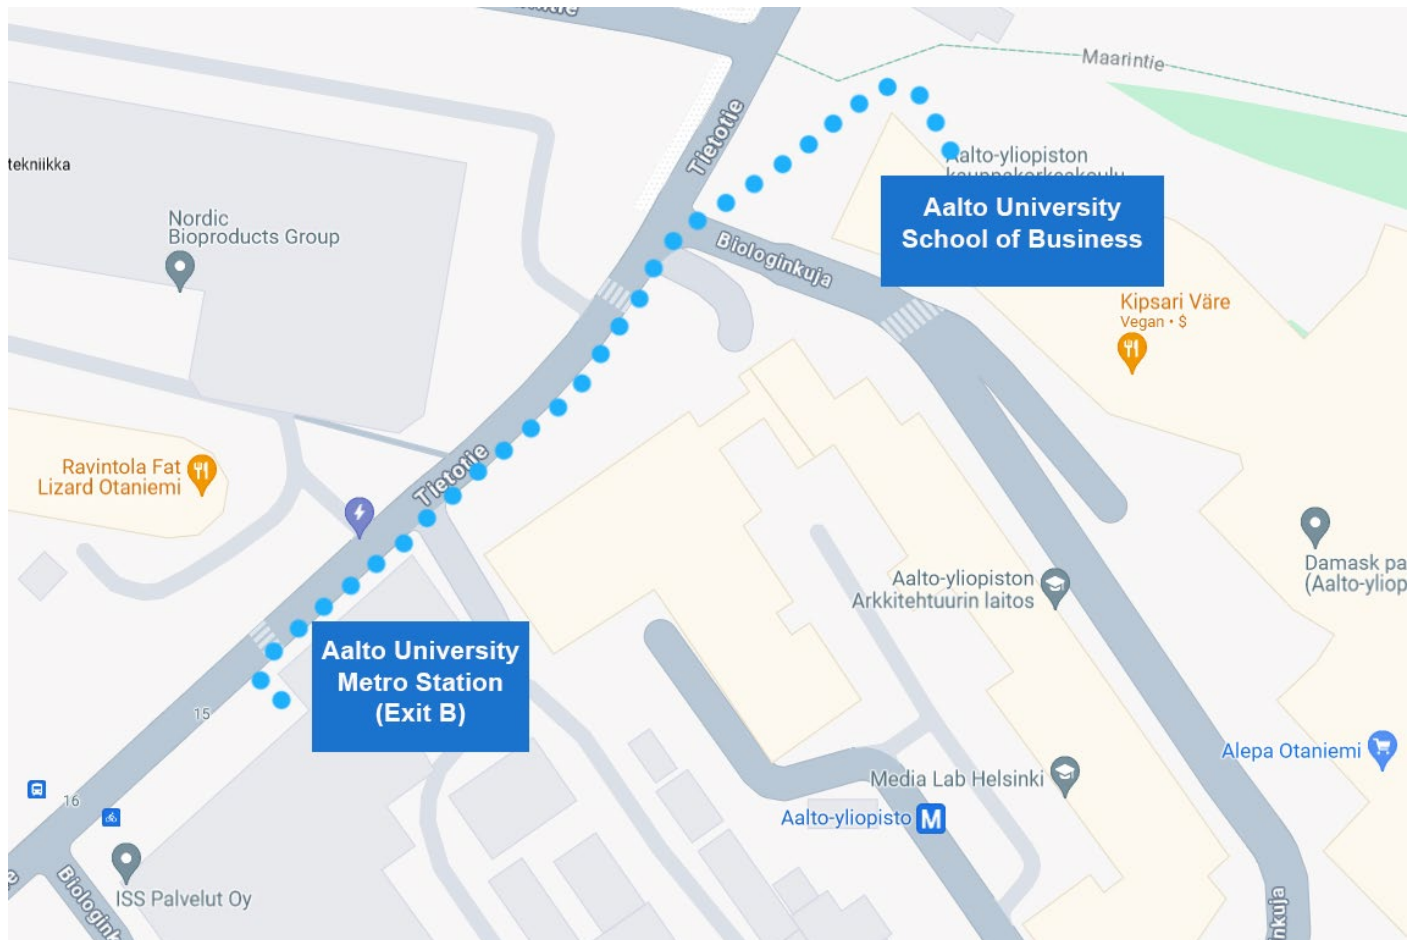 Maarintie
Tietotie
tekniikka
Aalto-yliopiston
Aalto University
School of Business
Nordic
Bioproducts Group
Biologinkuja
Kipsari Väre
Vegan • $
Tietotie
Ravintola Fat
Lizard Otaniemi
Damask pa
(Aalto-yliop
Aalto-yliopiston
Arkkitehtuurin laitos
Aalto University
Metro Station
(Exit B)
15
Alepa Otaniemi
Media Lab Helsinki
16
Aalto-yliopisto M
ISS Palvelut Oy
Biologink
nkuja